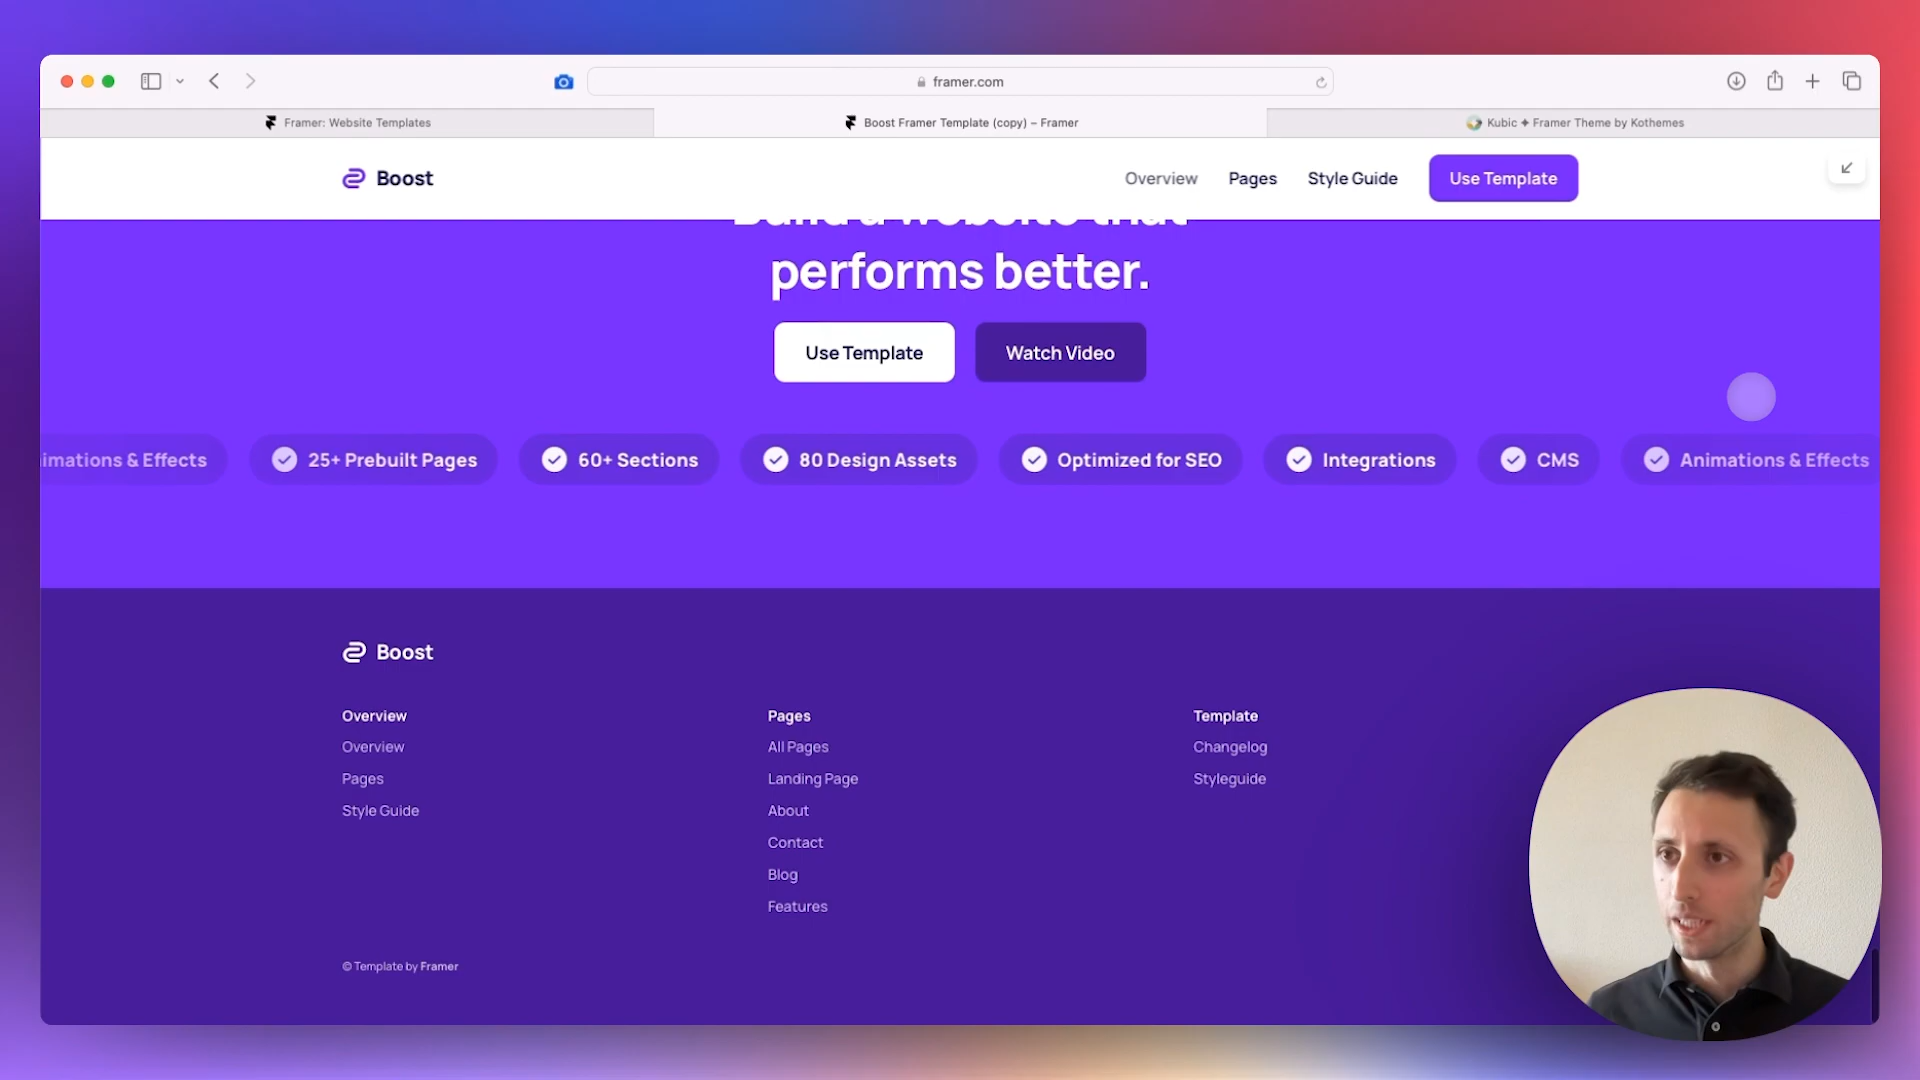 framer.com
Framer: Website Templates
Boost Framer Template (copy) – Framer
Kubic ✦ Framer Theme by Kothemes
Boost
Overview
Pages
Style Guide
Use Template
Build a website that
performs better.
Use Template
Watch Video
imations & Effects
25+ Prebuilt Pages
60+ Sections
80 Design Assets
Optimized for SEO
Integrations
CMS
Animations & Effects
Boost
Overview
Overview
Pages
Style Guide
Pages
All Pages
Landing Page
About
Contact
Blog
Features
Template
Changelog
Styleguide
© Template by Framer